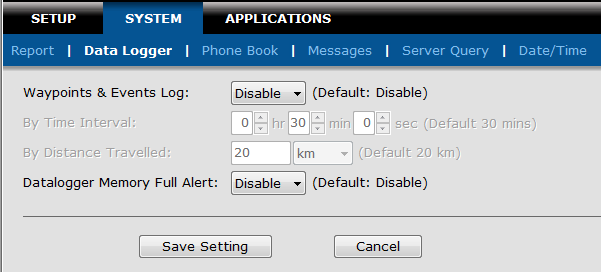 SETUP SYSTEM APPLICATIONS
Report | Data Logger | Phone Book | Messages | Server Query | Date/Time
Waypoints & Events Log: Disable (Default: Disable)
By Time Interval: 0 hr 30 min 0 sec (Default 30 mins)
By Distance Travelled: 20 km (Default 20 km)
Datalogger Memory Full Alert: Disable (Default: Disable)
Save Setting Cancel